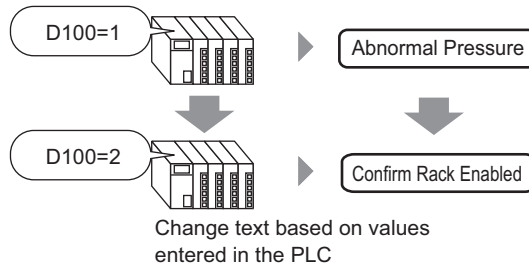 D100=1
Abnormal Pressure
D100=2
Confirm Rack Enabled
Change text based on values
entered in the PLC